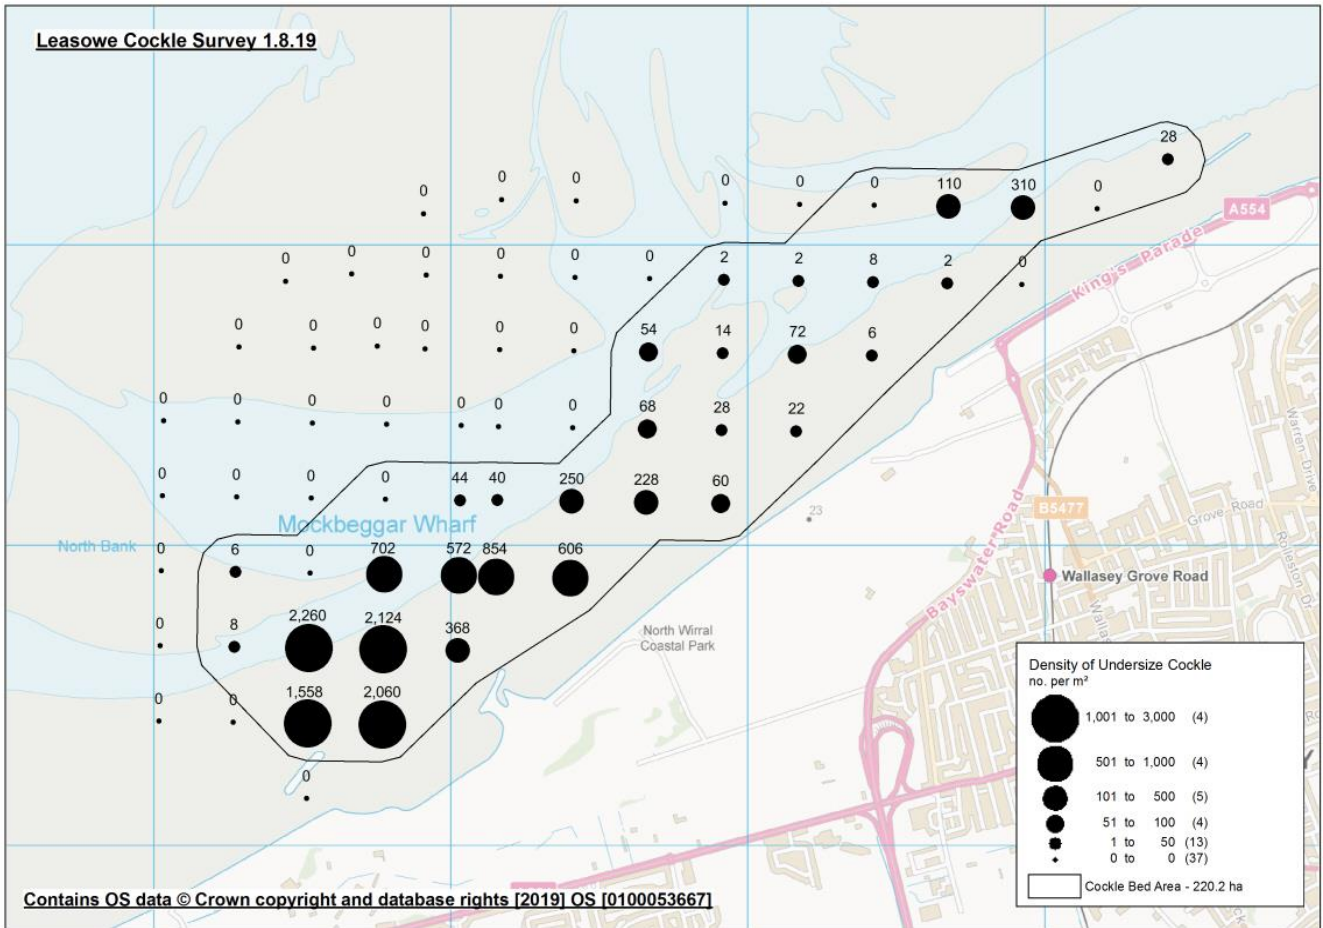 Leasowe Cockle Survey 1.8.19
28
0 0 0 0 0 0 110 310 0
A554
King's Parade
0 0 0 0 0 0 2 2 8 2 0
0 0 0 0 0 0 54 14 72 6
0 0 0 0 0 0 0 68 28 22
Warren Drive
0 0 0 0 44 40 250 228 60
B5477
Grove Road
23
Mockbeggar Wharf
North Bank
0 6 0 702 572 854 606
Rolleston Dr
Bayswater Road
Wallasey Grove Road
0 8 2,260 2,124 368
North Wirral
Coastal Park
0 0 1,558 2,060
0
Density of Undersize Cockle
no. per m²
1,001 to 3,000 (4)
501 to 1,000 (4)
101 to 500 (5)
51 to 100 (4)
1 to 50 (13)
0 to 0 (37)
Cockle Bed Area - 220.2 ha
Contains OS data © Crown copyright and database rights [2019] OS [0100053667]